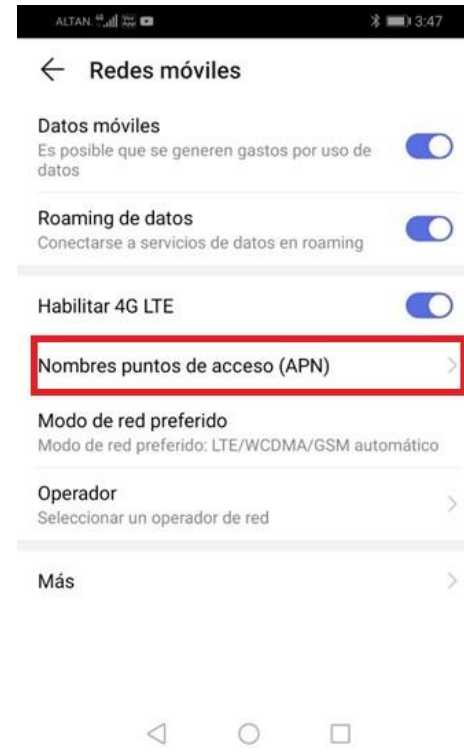 ALTAN. 4G 3:47
Redes móviles
Datos móviles
Es posible que se generen gastos por uso de
datos
Roaming de datos
Conectarse a servicios de datos en roaming
Habilitar 4G LTE
Nombres puntos de acceso (APN)
Modo de red preferido
Modo de red preferido: LTE/WCDMA/GSM automático
Operador
Seleccionar un operador de red
Más